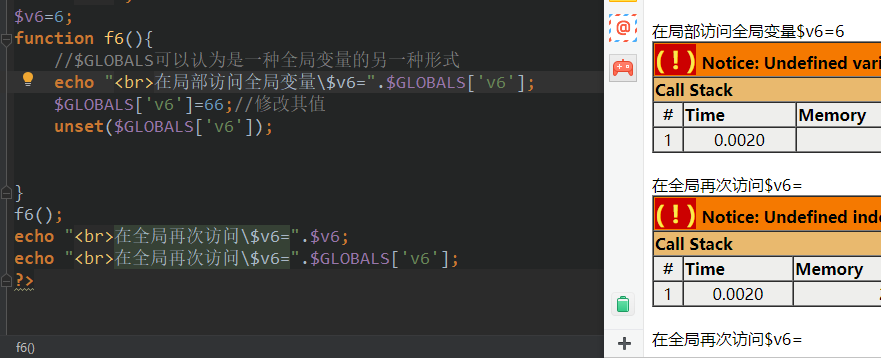 $v6=6;
function f6(){
//$GLOBALS可以认为是一种全局变量的另一种形式
echo "<br>在局部访问全局变量\$v6=".$GLOBALS['v6'];
$GLOBALS['v6']=66;//修改其值
unset($GLOBALS['v6']);
}
f6();
echo "<br>在全局再次访问\$v6=".$v6;
echo "<br>在全局再次访问\$v6=".$GLOBALS['v6'];
?>
f6()
在局部访问全局变量$v6=6
(!) Notice: Undefined vari
Call Stack
# Time Memory
1 0.0020
在全局再次访问$v6=
(!) Notice: Undefined inde
Call Stack
# Time Memory
1 0.0020
在全局再次访问$v6=